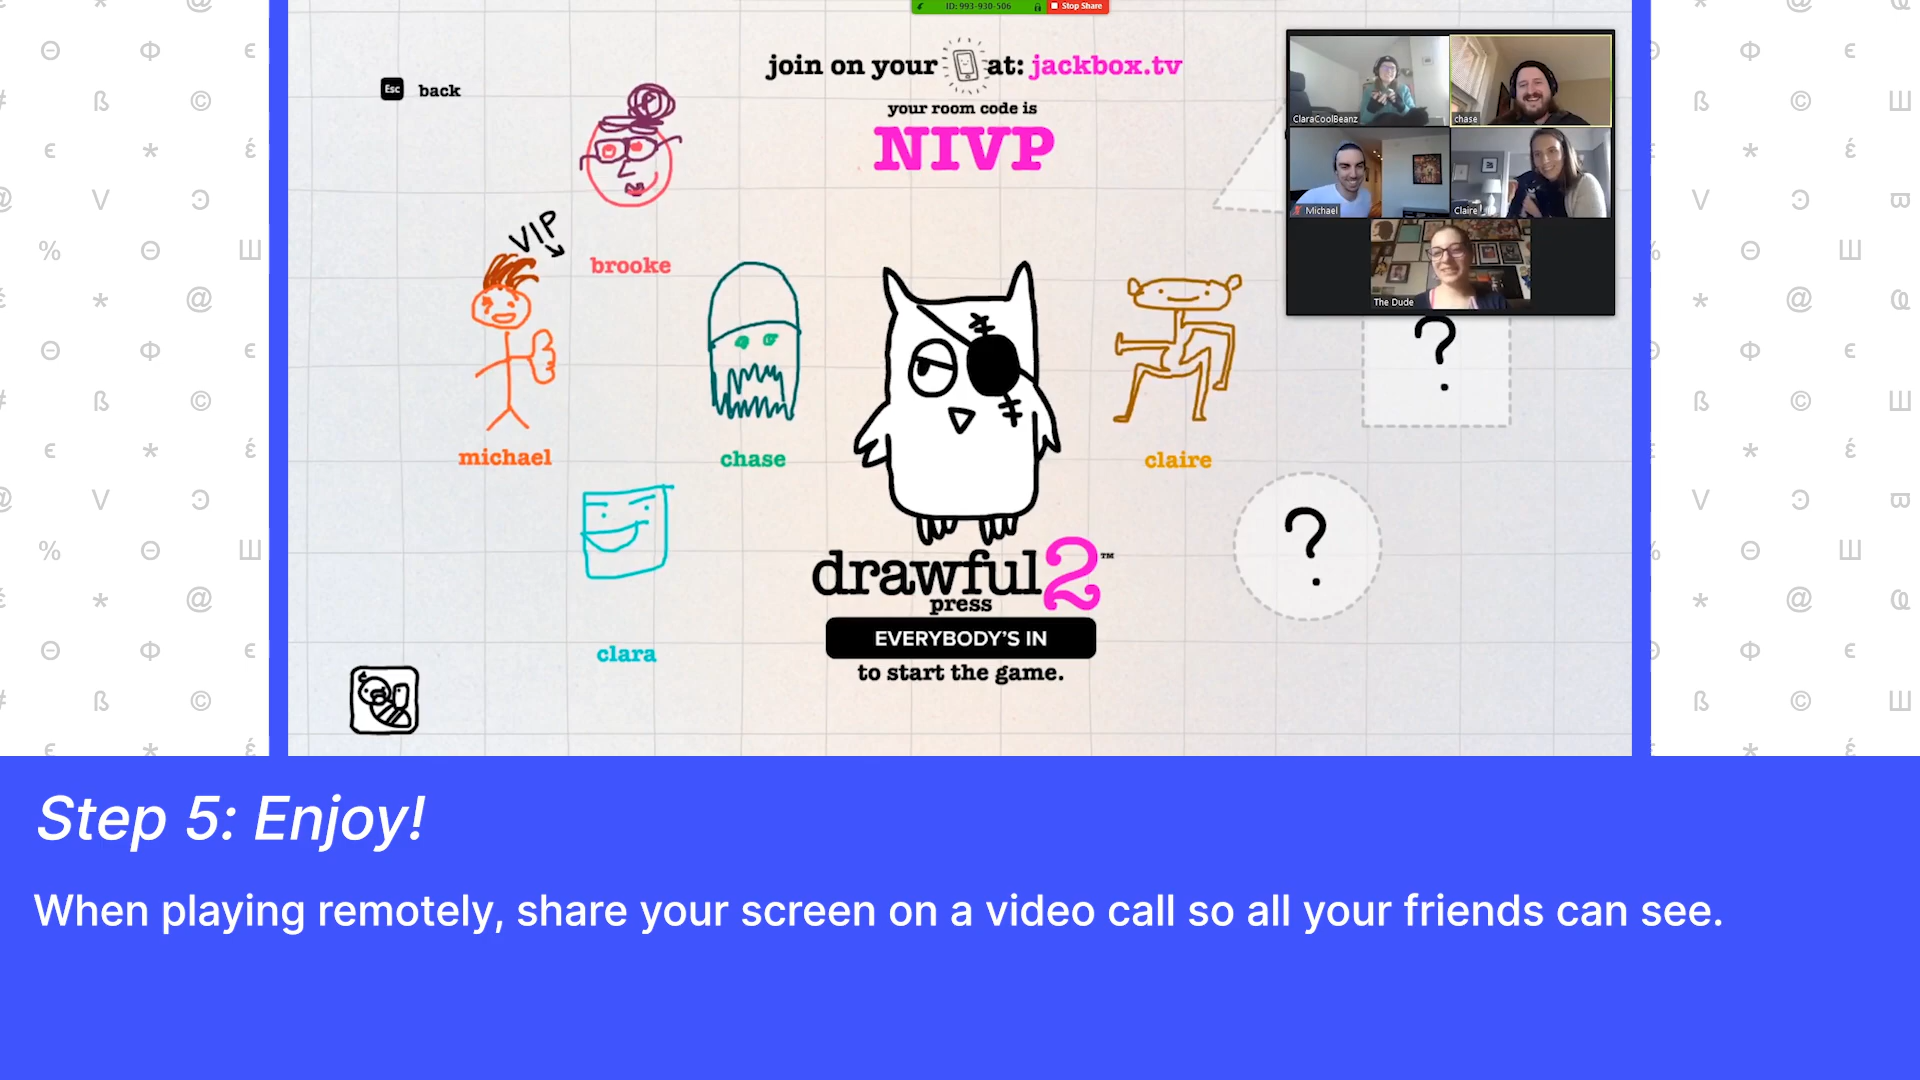 ID: 993-930-506
Stop Share
Esc back
join on your at: jackbox.tv
your room code is
NIVP
ClaraCoolBeanz
chase
Michael
Claire
The Dude
VIP
brooke
michael
chase
claire
clara
?
?
drawful 2™
press
EVERYBODY'S IN
to start the game.
Step 5: Enjoy!
When playing remotely, share your screen on a video call so all your friends can see.